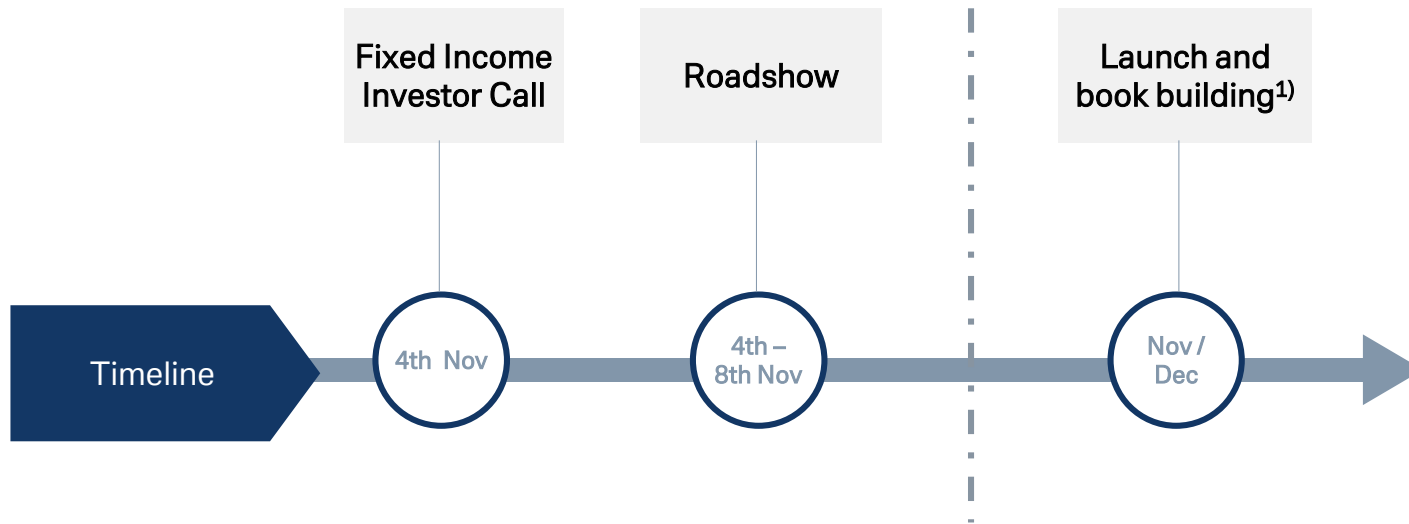 Fixed Income
Investor Call
Roadshow
Launch and
book building¹⁾
Timeline
4th Nov
4th –
8th Nov
Nov /
Dec